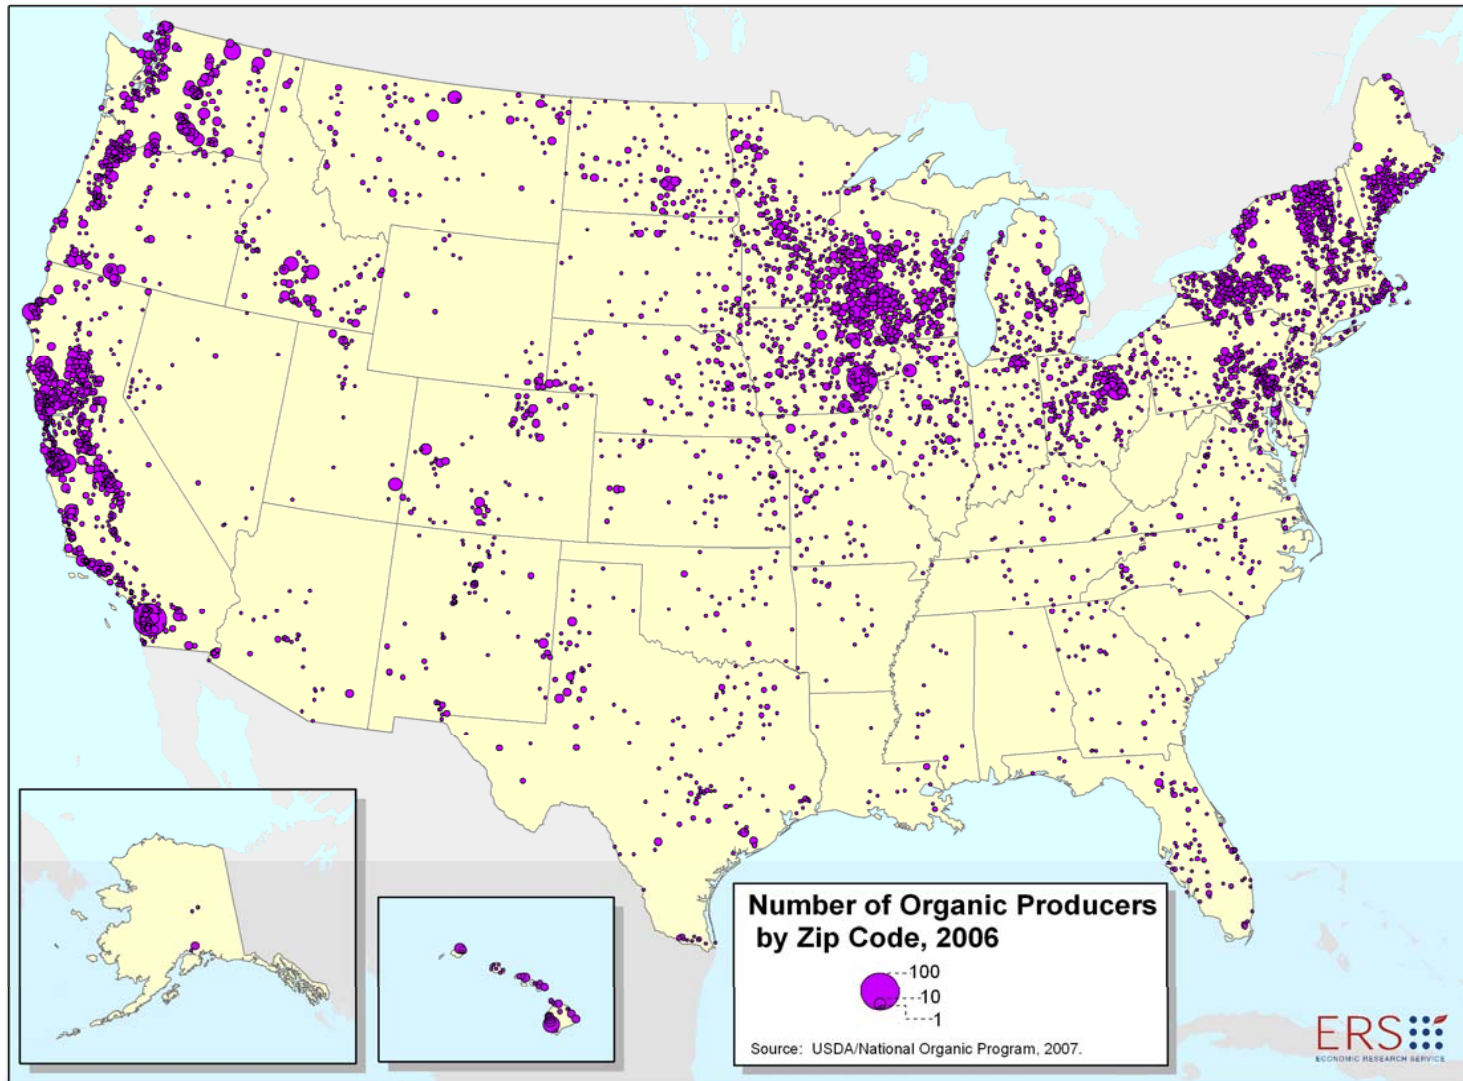 Number of Organic Producers
by Zip Code, 2006
100
10
1
Source: USDA/National Organic Program, 2007.
ERS
ECONOMIC RESEARCH SERVICE